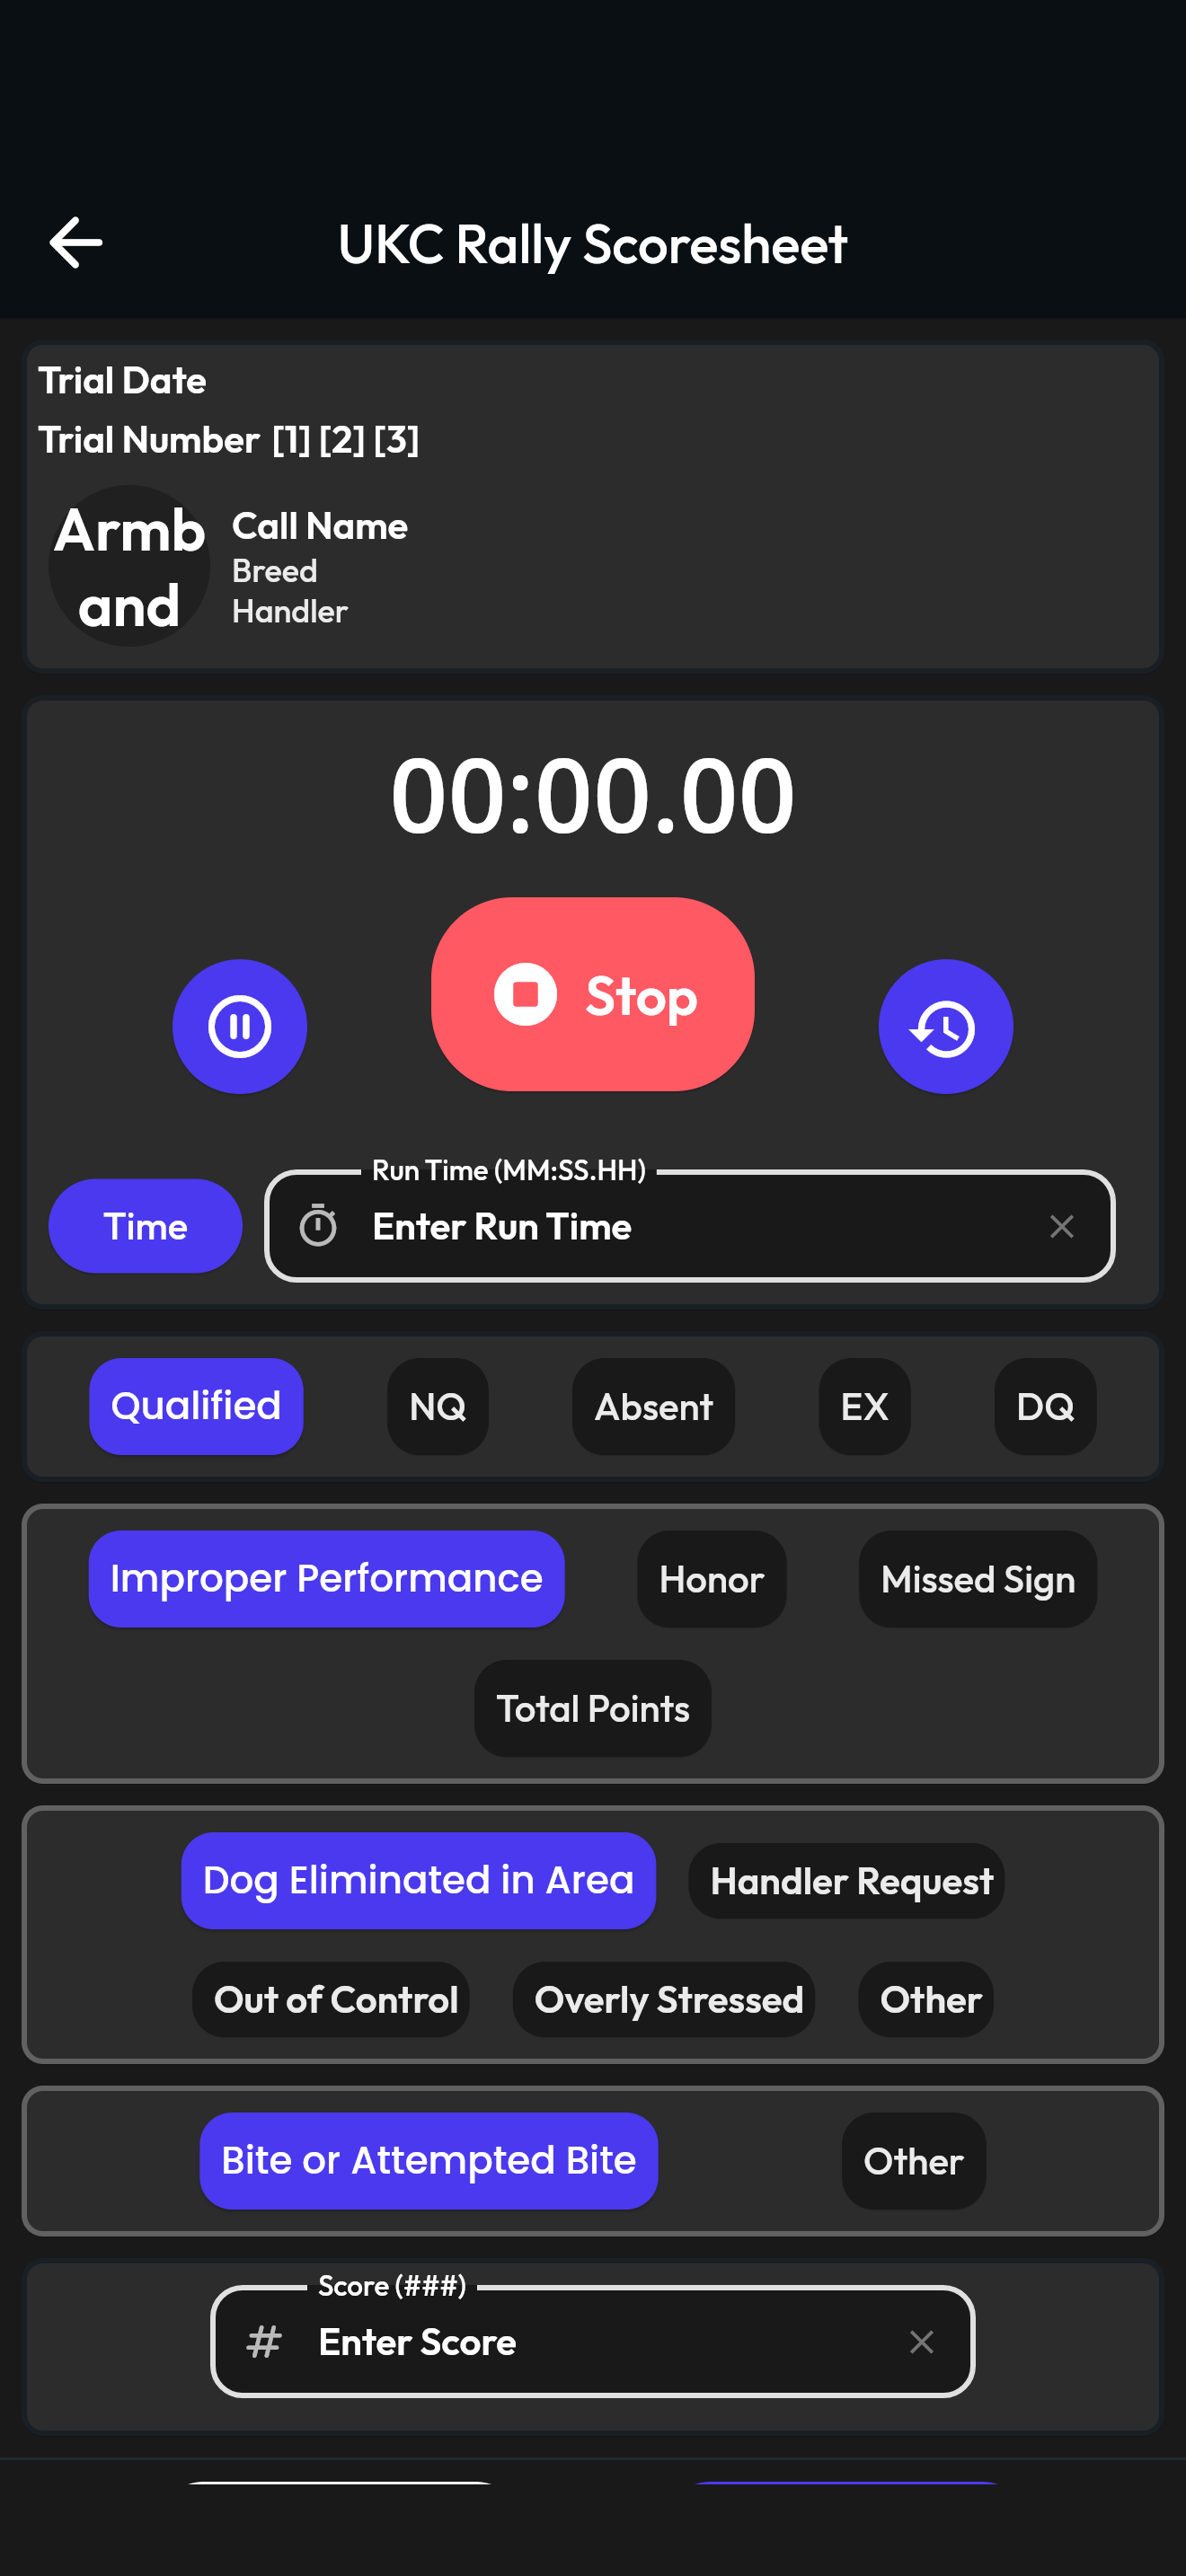 UKC Rally Scoresheet
Trial Date
Trial Number [1] [2] [3]
Armb
and
Call Name
Breed
Handler
00:00.00
Stop
Run Time (MM:SS.HH)
Time
Enter Run Time
Qualified NQ Absent EX DQ
Improper Performance Honor Missed Sign
Total Points
Dog Eliminated in Area Handler Request
Out of Control Overly Stressed Other
Bite or Attempted Bite Other
Score (###)
# Enter Score